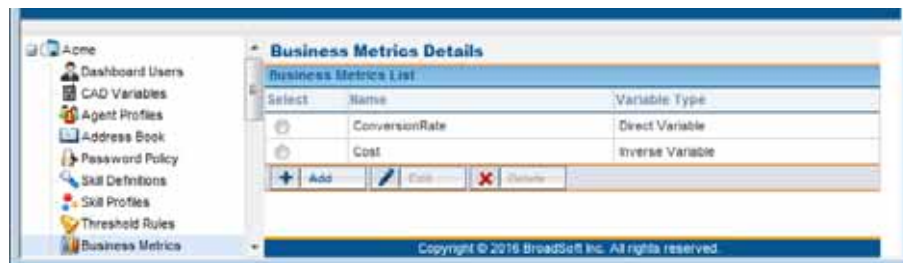 Acme
Dashboard Users
CAD Variables
Agent Profiles
Address Book
Password Policy
Skill Definitions
Skill Profiles
Threshold Rules
Business Metrics
Business Metrics Details
Business Metrics List
Select Name Variable Type
ConversionRate Direct Variable
Cost Inverse Variable
Add Edit Delete
Copyright © 2016 BroadSoft Inc. All rights reserved.